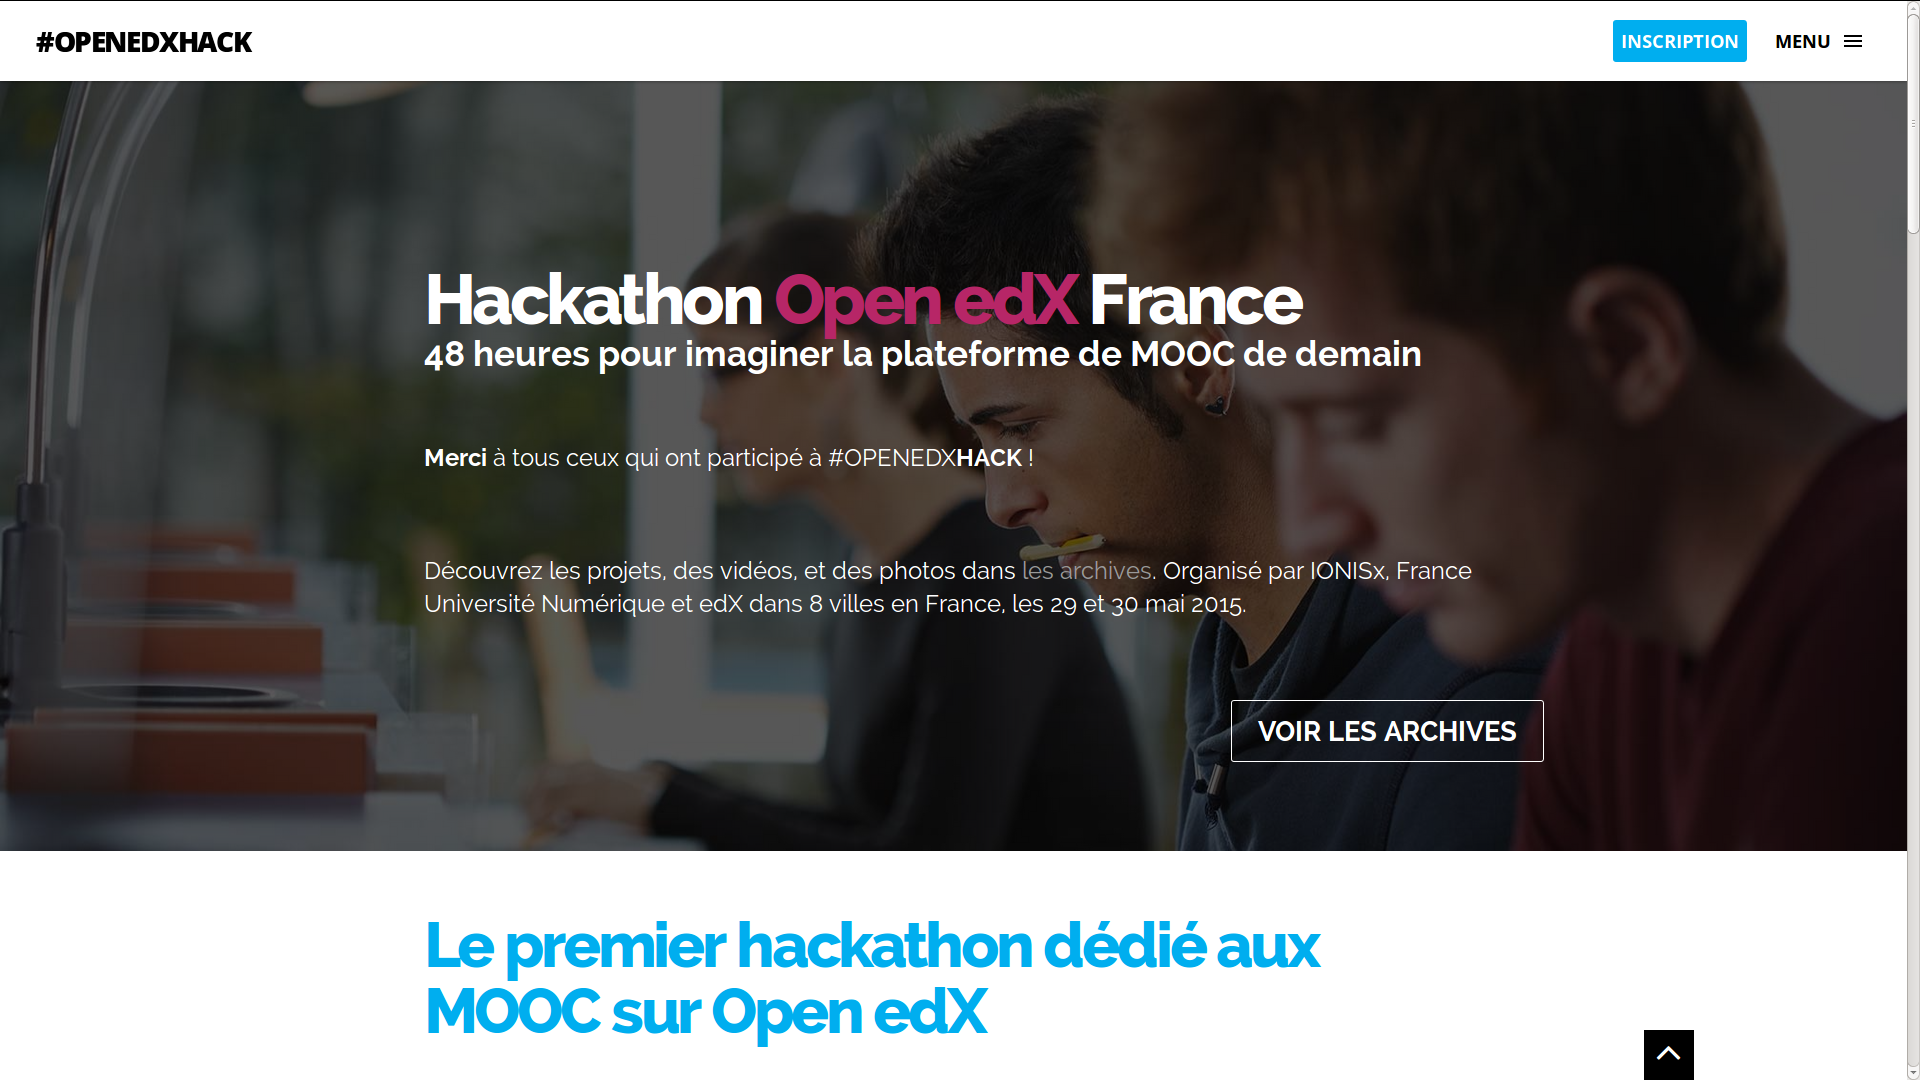 #OPENEDXHACK
INSCRIPTION
MENU
Hackathon Open edX France
48 heures pour imaginer la plateforme de MOOC de demain
Merci à tous ceux qui ont participé à #OPENEDXHACK !
Découvrez les projets, des vidéos, et des photos dans les archives. Organisé par IONISx, France
Université Numérique et edX dans 8 villes en France, les 29 et 30 mai 2015.
VOIR LES ARCHIVES
Le premier hackathon dédié aux
MOOC sur Open edX